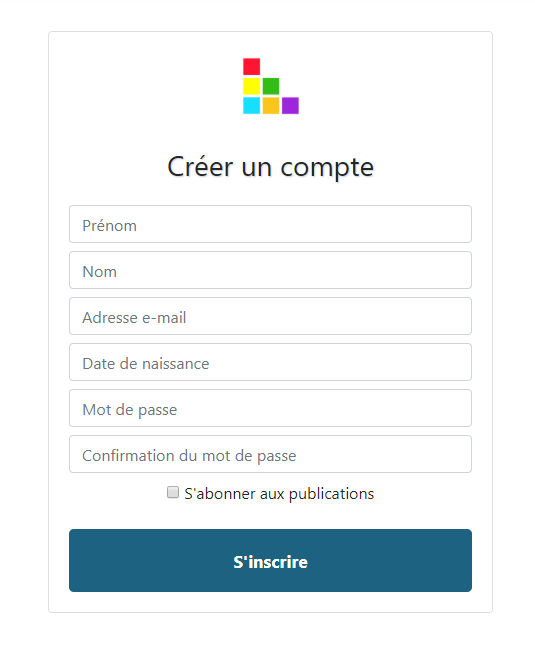 Créer un compte
Prénom
Nom
Adresse e-mail
Date de naissance
Mot de passe
Confirmation du mot de passe
S'abonner aux publications
S'inscrire